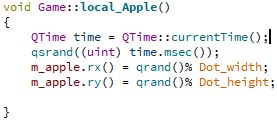 void Game::local_Apple()
{
    QTime time = QTime::currentTime();
    qsrand((uint) time.msec());
    m_apple.rx() = qrand()% Dot_width;
    m_apple.ry() = qrand()% Dot_height;
}